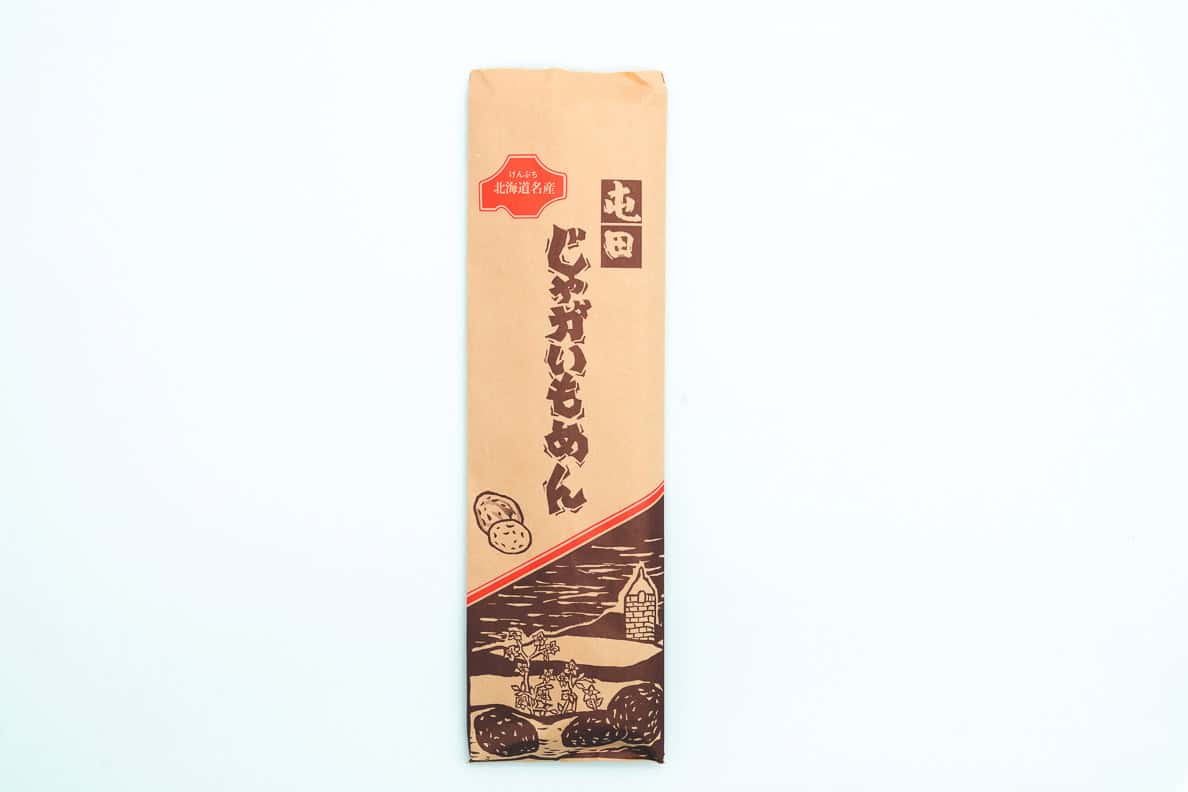 けんぶち
北海道名産
屯田
じゃがいもめん